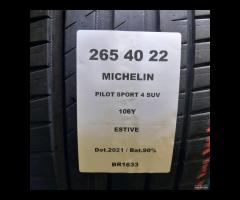 265 40 22
MICHELIN
PILOT SPORT 4 SUV
106Y
ESTIVE
Dot.2021 / Bat.90%
BR1633